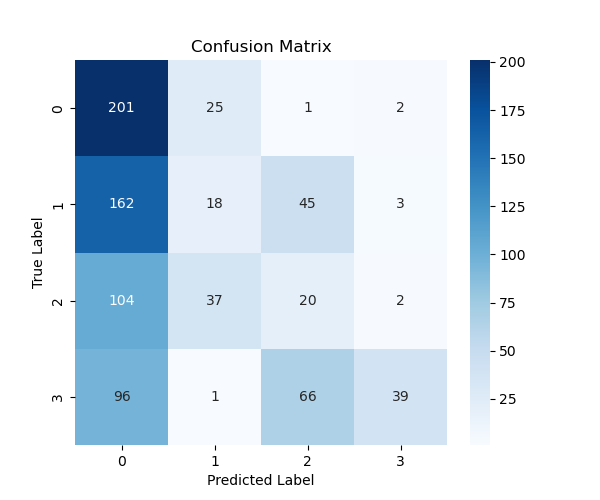 Confusion Matrix
0 201 25 1 2
1 162 18 45 3
2 104 37 20 2
3 96 1 66 39
0 1 2 3
Predicted Label
True Label
200
175
150
125
100
75
50
25